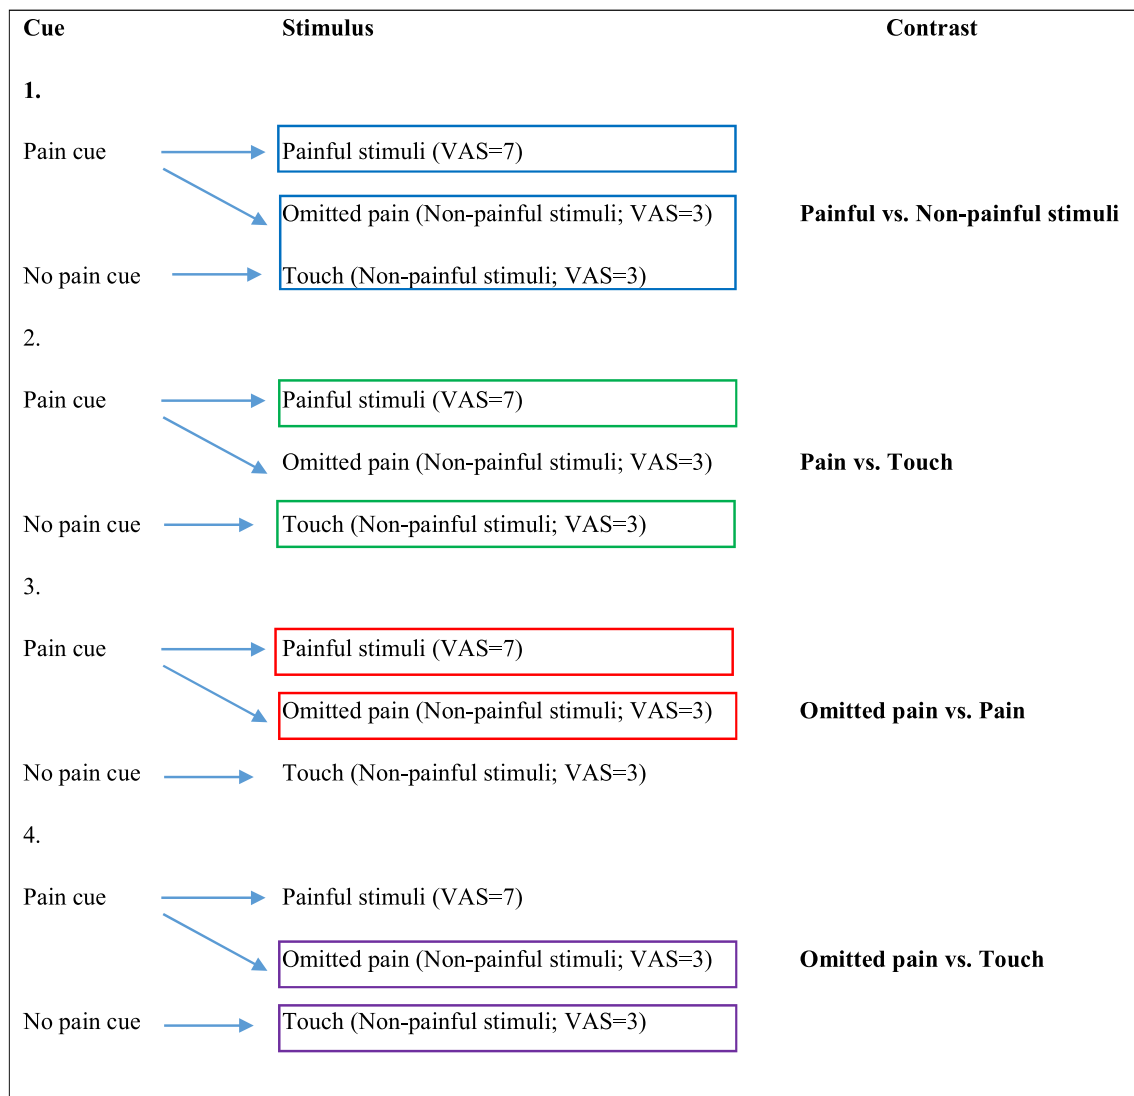 Cue Stimulus Contrast
1.
Pain cue Painful stimuli (VAS=7)
Omitted pain (Non-painful stimuli; VAS=3) Painful vs. Non-painful stimuli
No pain cue Touch (Non-painful stimuli; VAS=3)
2.
Pain cue Painful stimuli (VAS=7)
Omitted pain (Non-painful stimuli; VAS=3) Pain vs. Touch
No pain cue Touch (Non-painful stimuli; VAS=3)
3.
Pain cue Painful stimuli (VAS=7)
Omitted pain (Non-painful stimuli; VAS=3) Omitted pain vs. Pain
No pain cue Touch (Non-painful stimuli; VAS=3)
4.
Pain cue Painful stimuli (VAS=7)
Omitted pain (Non-painful stimuli; VAS=3) Omitted pain vs. Touch
No pain cue Touch (Non-painful stimuli; VAS=3)